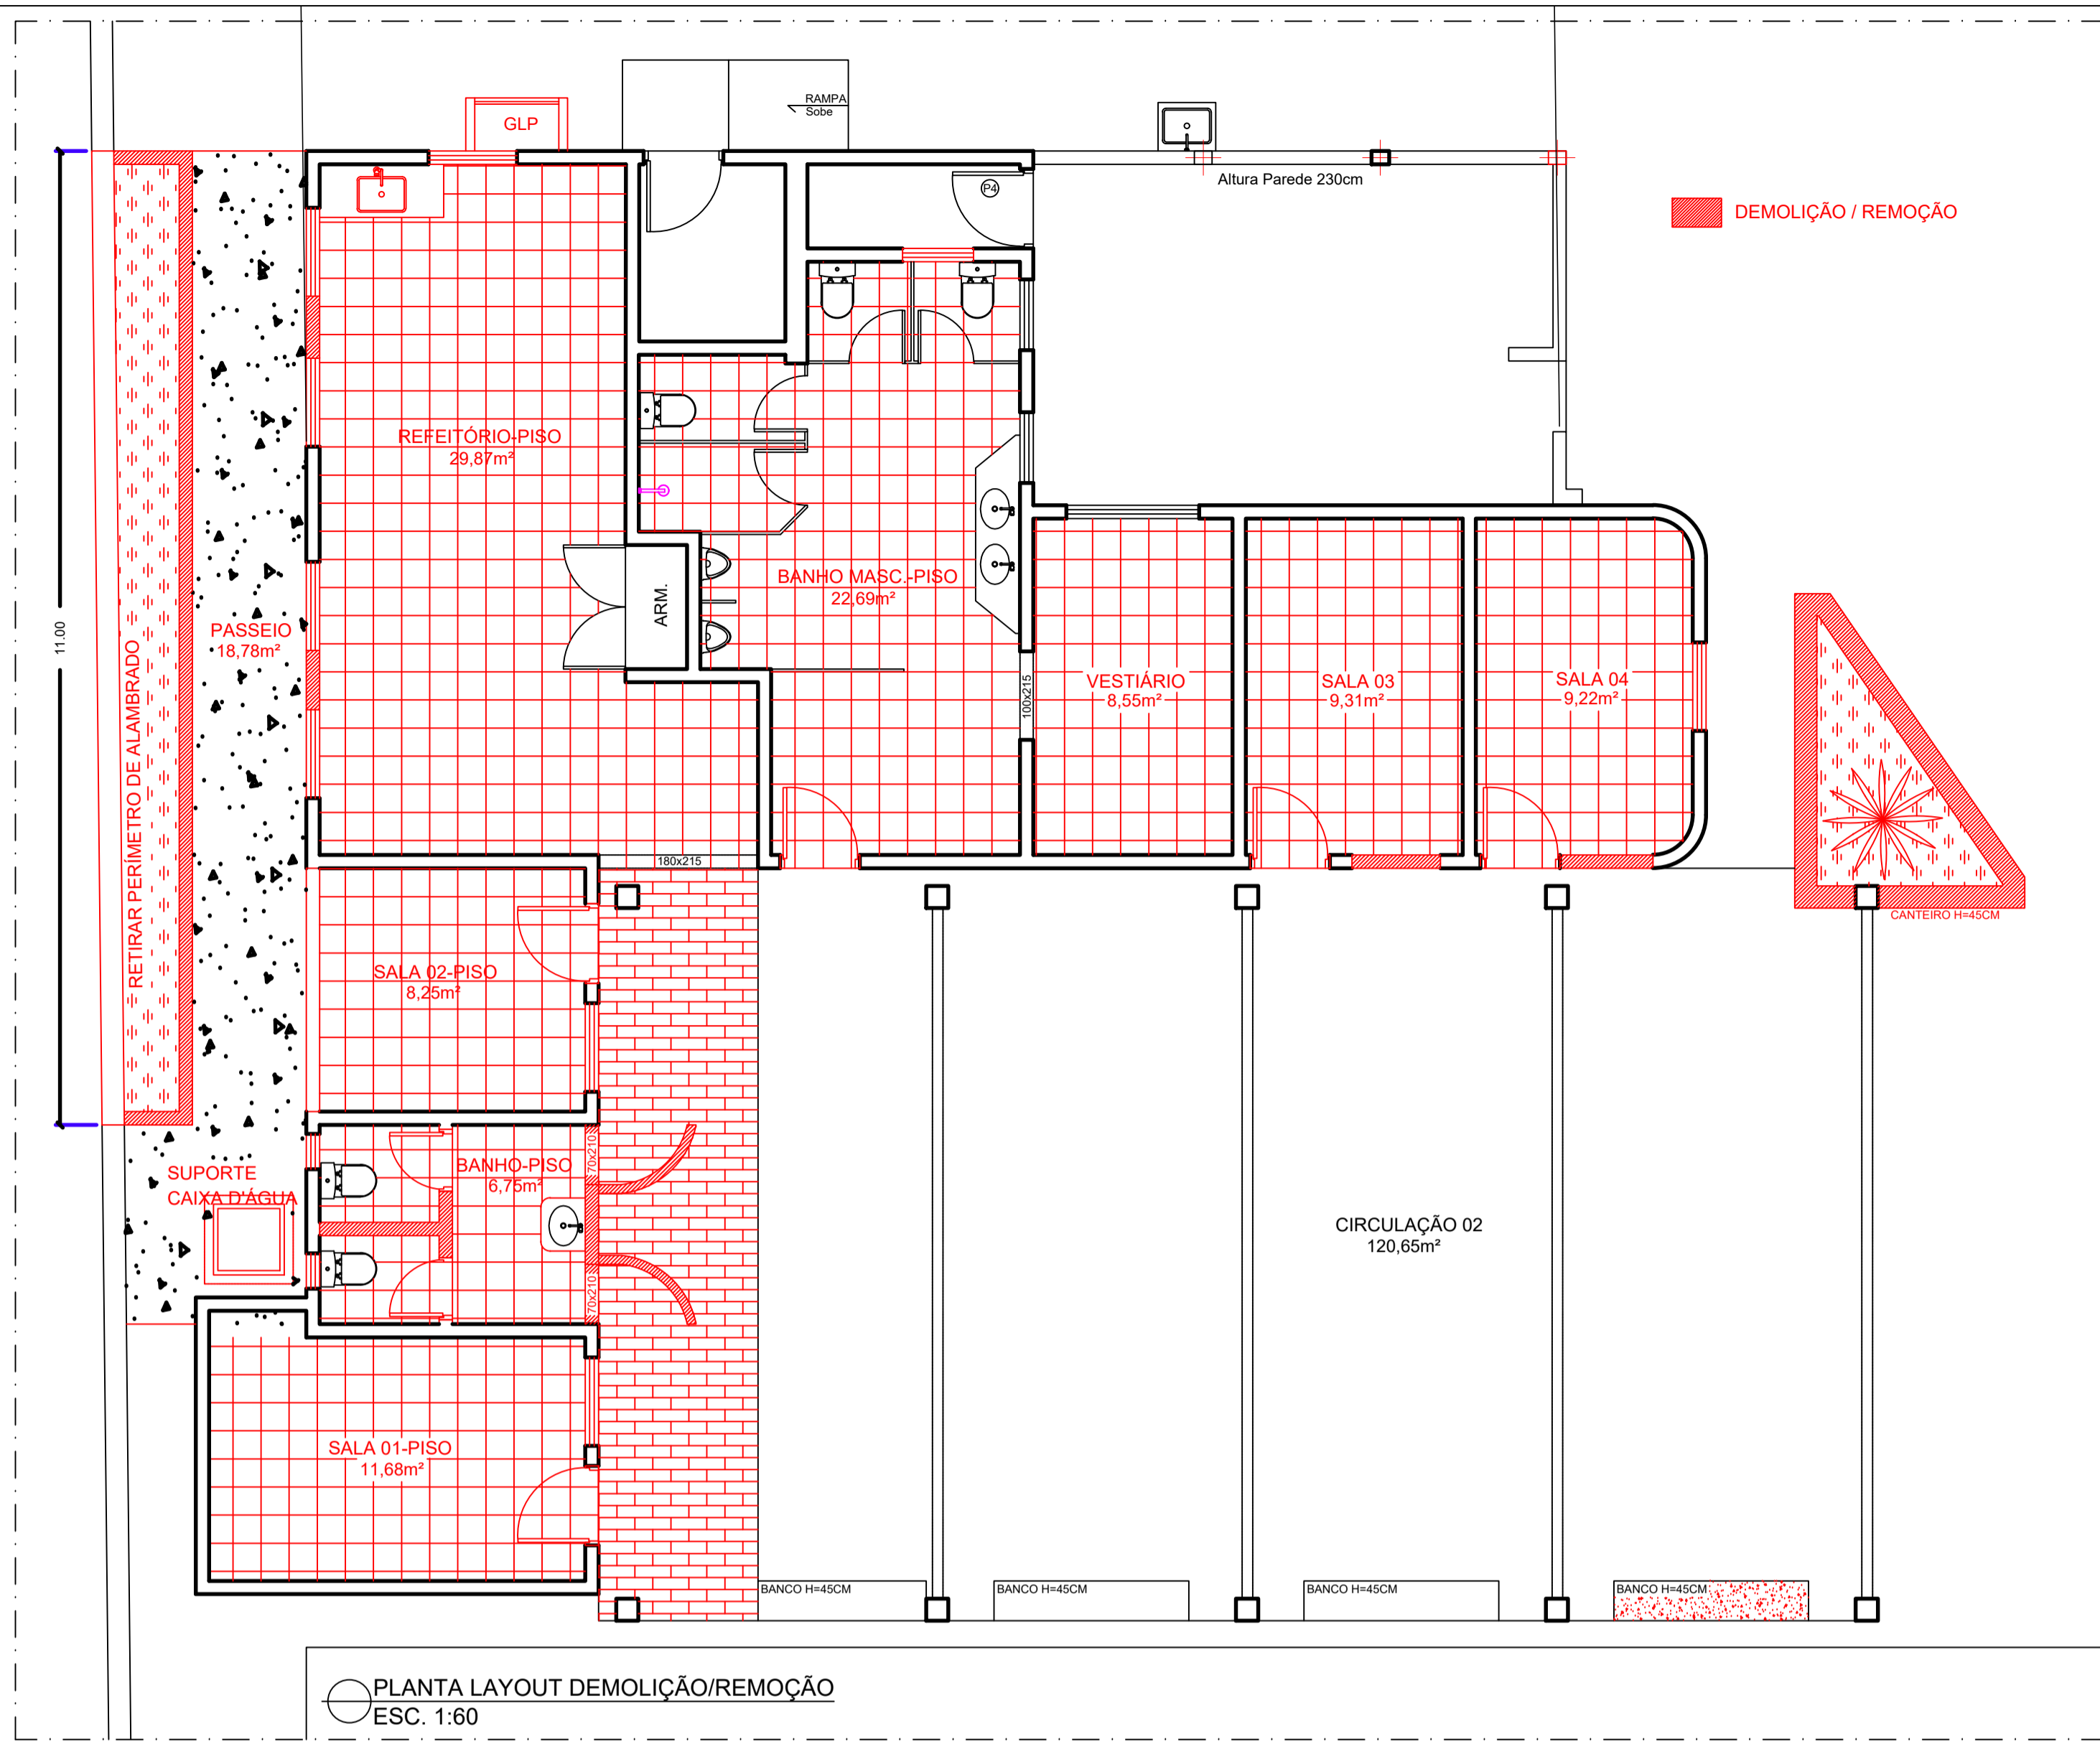 RAMPA
Sobe
GLP
P4
Altura Parede 230cm
DEMOLIÇÃO / REMOÇÃO
REFEITÓRIO-PISO
29,87m²
11.00
RETIRAR PERÍMETRO DE ALAMBRADO
PASSEIO
18,78m²
ARM.
BANHO MASC.-PISO
22,69m²
100x215
VESTIÁRIO
8,55m²
SALA 03
9,31m²
SALA 04
9,22m²
180x215
CANTEIRO H=45CM
SALA 02-PISO
8,25m²
SUPORTE
CAIXA D'ÁGUA
BANHO-PISO
6,75m²
70x210
70x210
CIRCULAÇÃO 02
120,65m²
SALA 01-PISO
11,68m²
BANCO H=45CM
BANCO H=45CM
BANCO H=45CM
BANCO H=45CM
PLANTA LAYOUT DEMOLIÇÃO/REMOÇÃO
ESC. 1:60